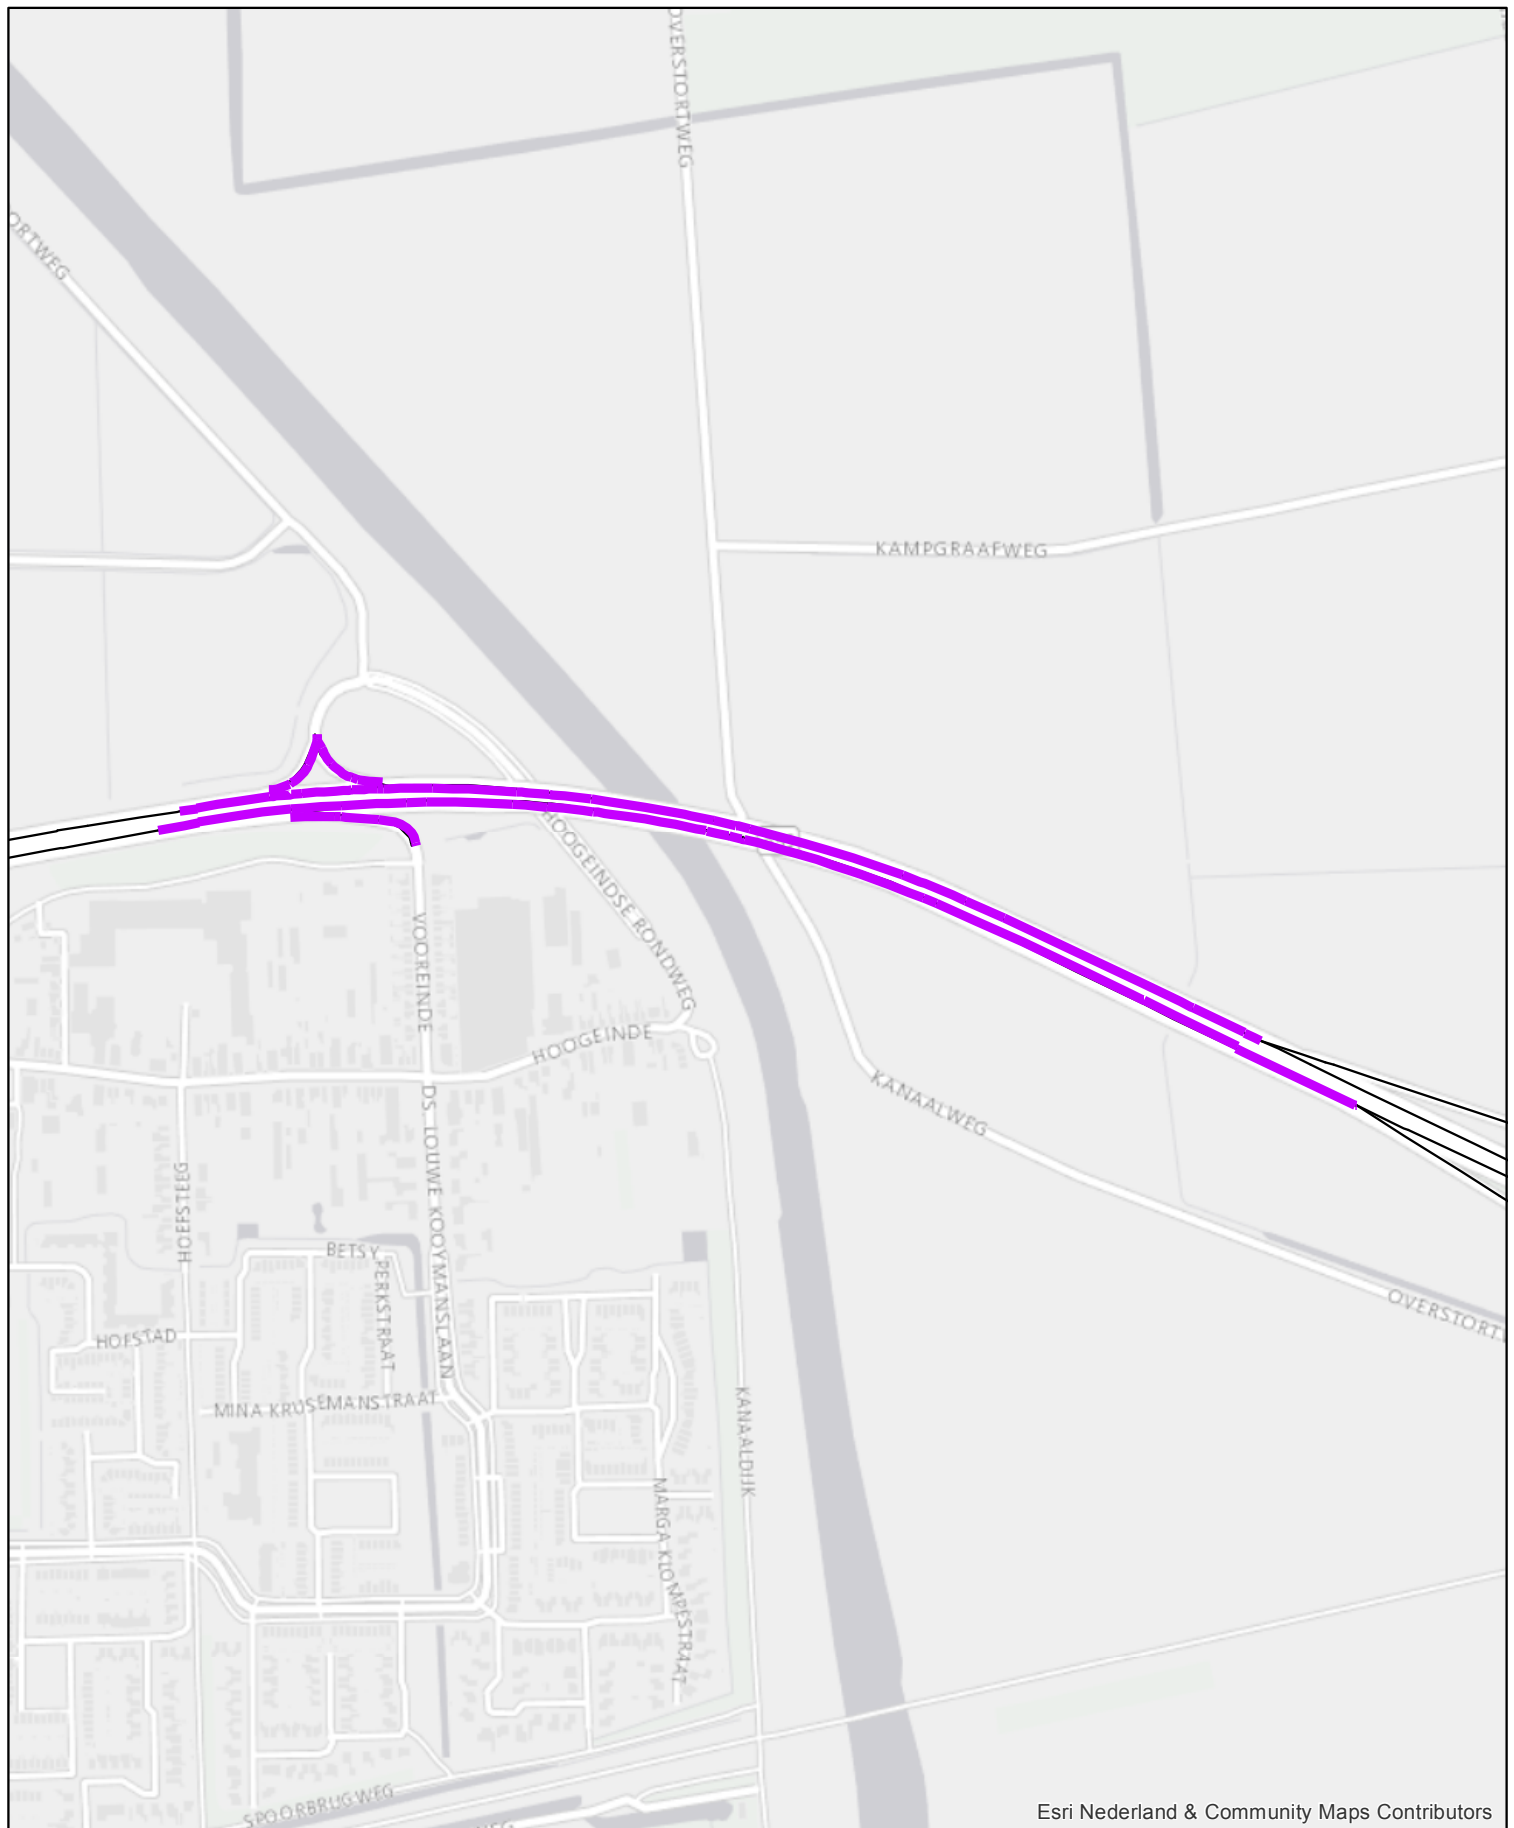 OVERSTORTWEG
ORTWEG
KAMPGRAAFWEG
HOOGEINDSE RONDWEG
VOOREINDE
HOOGEINDE
KANAALWEG
DS. LOUWE KOOYMANSLAAN
HOEFSTEEG
BETSY
PERKSTRAAT
OVERSTORT
HOFSTAD
MINA KRUSEMANSTRAAT
KANAALDIJK
MARGA KLOMPESTRAAT
SPOORBRUGWEG
Esri Nederland & Community Maps Contributors